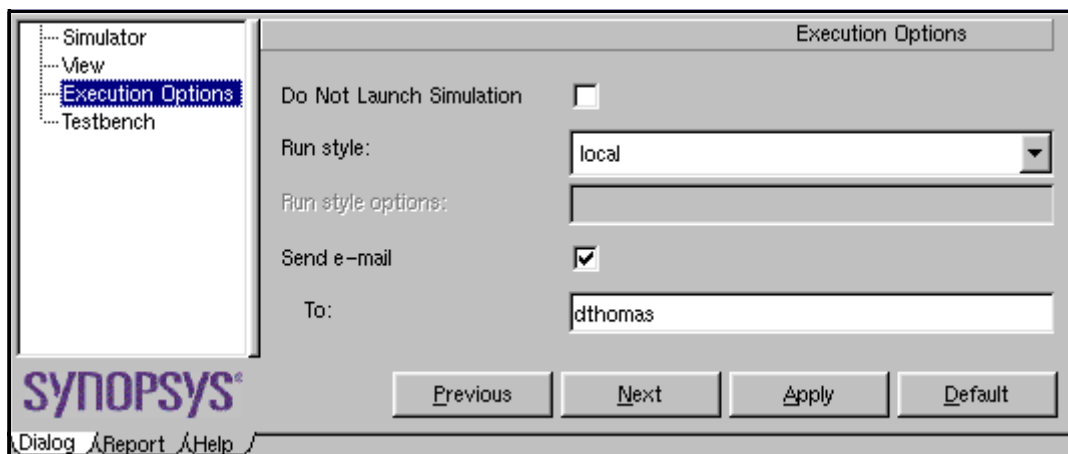 Simulator
View
Execution Options
Testbench
Execution Options
Do Not Launch Simulation
Run style:
local
Run style options:
Send e-mail
To:
dthomas
SYNOPSYS®
Previous
Next
Apply
Default
Dialog
Report
Help